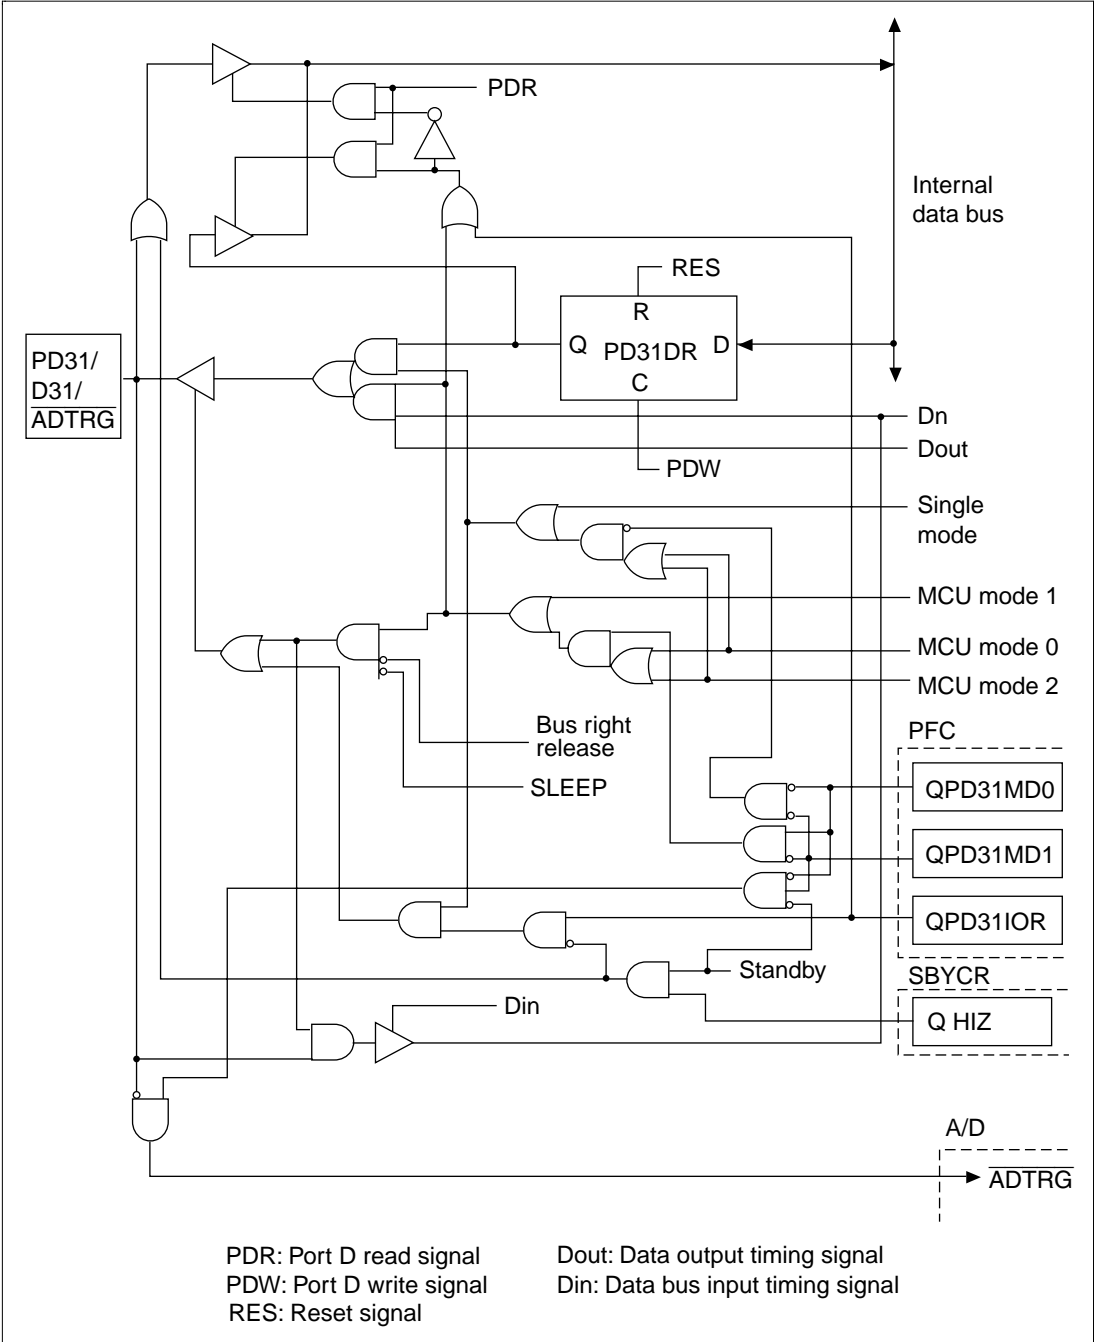 PDR
Internal
data bus
RES
R
Q
PD31DR
D
C
PD31/
D31/
ADTRG
Dn
Dout
PDW
Single
mode
MCU mode 1
MCU mode 0
MCU mode 2
Bus right
release
PFC
SLEEP
QPD31MD0
QPD31MD1
QPD31IOR
Standby
SBYCR
Din
Q HIZ
A/D
ADTRG
PDR: Port D read signal
PDW: Port D write signal
RES: Reset signal
Dout: Data output timing signal
Din: Data bus input timing signal